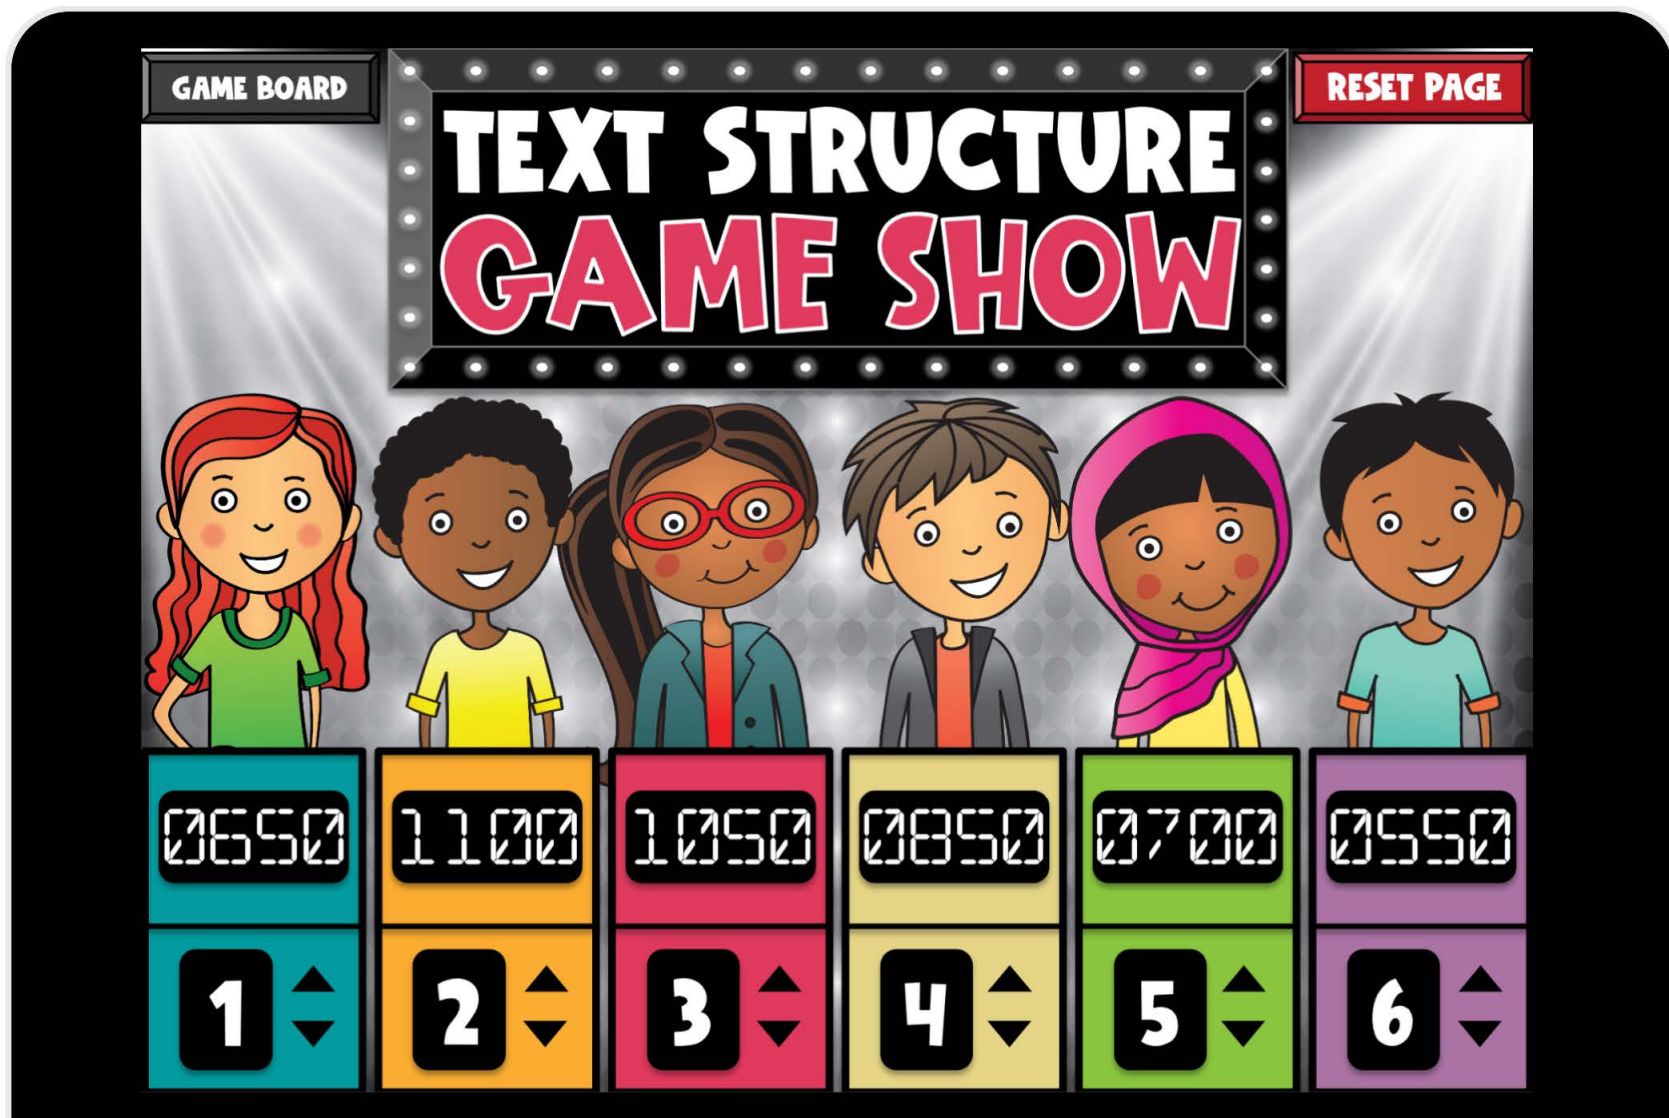 GAME BOARD
TEXT STRUCTURE
GAME SHOW
RESET PAGE
0650 1100 1050 0850 0700 0550
1 2 3 4 5 6